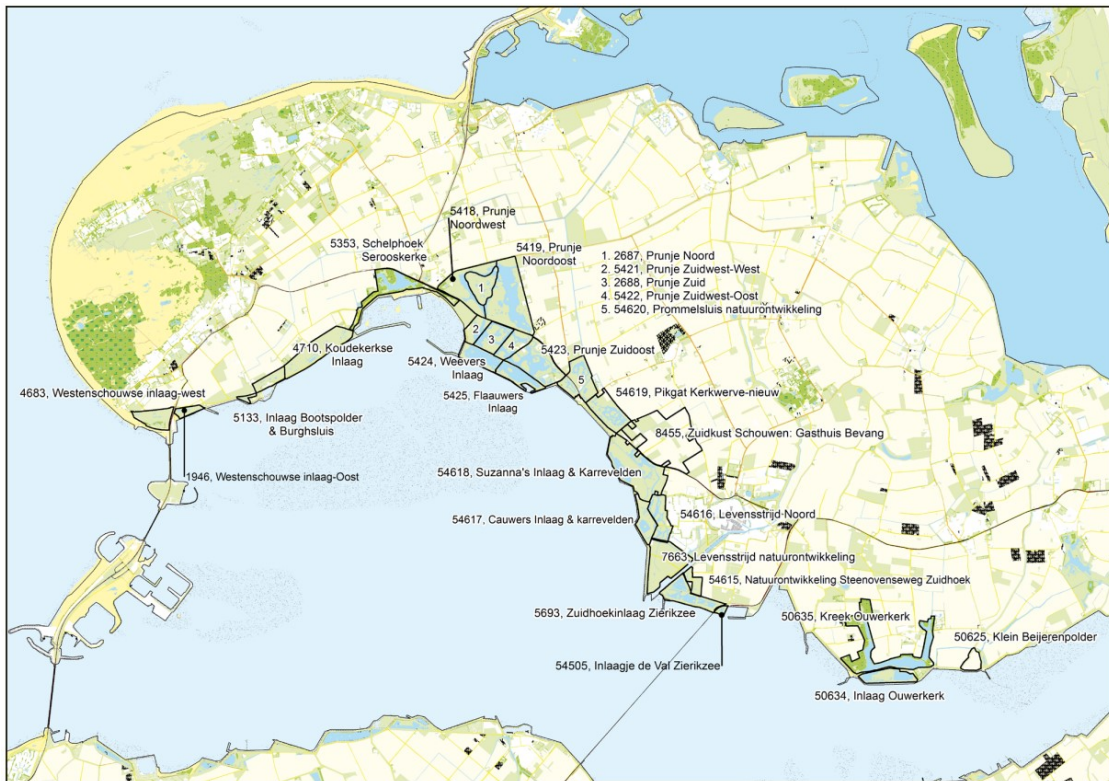 5418, Prunje
Noordwest
5353, Schelphoek
Serooskerke
5419, Prunje
Noordoost
1. 2687, Prunje Noord
2. 5421, Prunje Zuidwest-West
3. 2688, Prunje Zuid
4. 5422, Prunje Zuidwest-Oost
5. 54620, Prommelsluis natuurontwikkeling
1
2
3
4
5
4710, Koudekerkse
Inlaag
5424, Weevers
Inlaag
5423, Prunje Zuidoost
5425, Flaauwers
Inlaag
4683, Westenschouwse inlaag-west
54619, Pikgat Kerkwerve-nieuw
5133, Inlaag Bootspolder
& Burghsluis
8455, Zuidkust Schouwen: Gasthuis Bevang
1946, Westenschouwse inlaag-Oost
54618, Suzanna's Inlaag & Karrevelden
54617, Cauwers Inlaag & karrevelden
54616, Levensstrijd Noord
7663, Levensstrijd natuurontwikkeling
54615, Natuurontwikkeling Steenovenseweg Zuidhoek
5693, Zuidhoekinlaag Zierikzee
50635, Kreek Ouwerkerk
50625, Klein Beijerenpolder
54505, Inlaagje de Val Zierikzee
50634, Inlaag Ouwerkerk